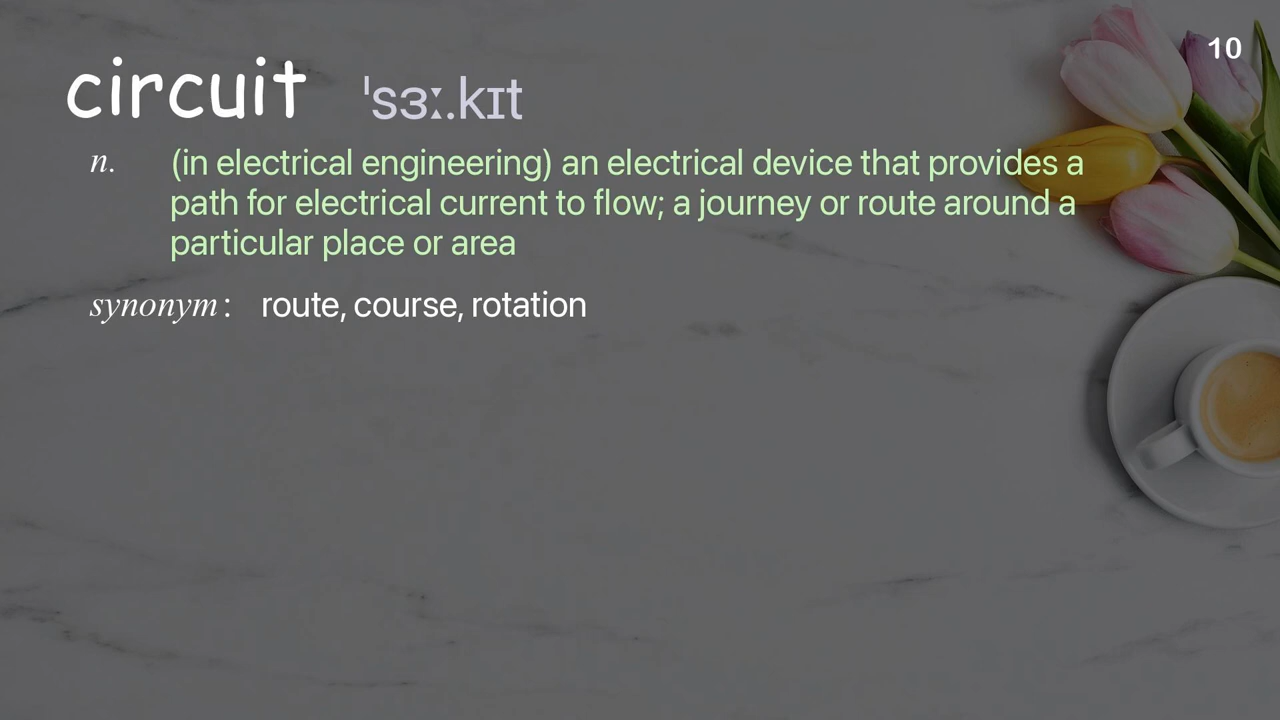 10
circuit ˈsɜː.kɪt
n. (in electrical engineering) an electrical device that provides a
path for electrical current to flow; a journey or route around a
particular place or area
synonym: route, course, rotation